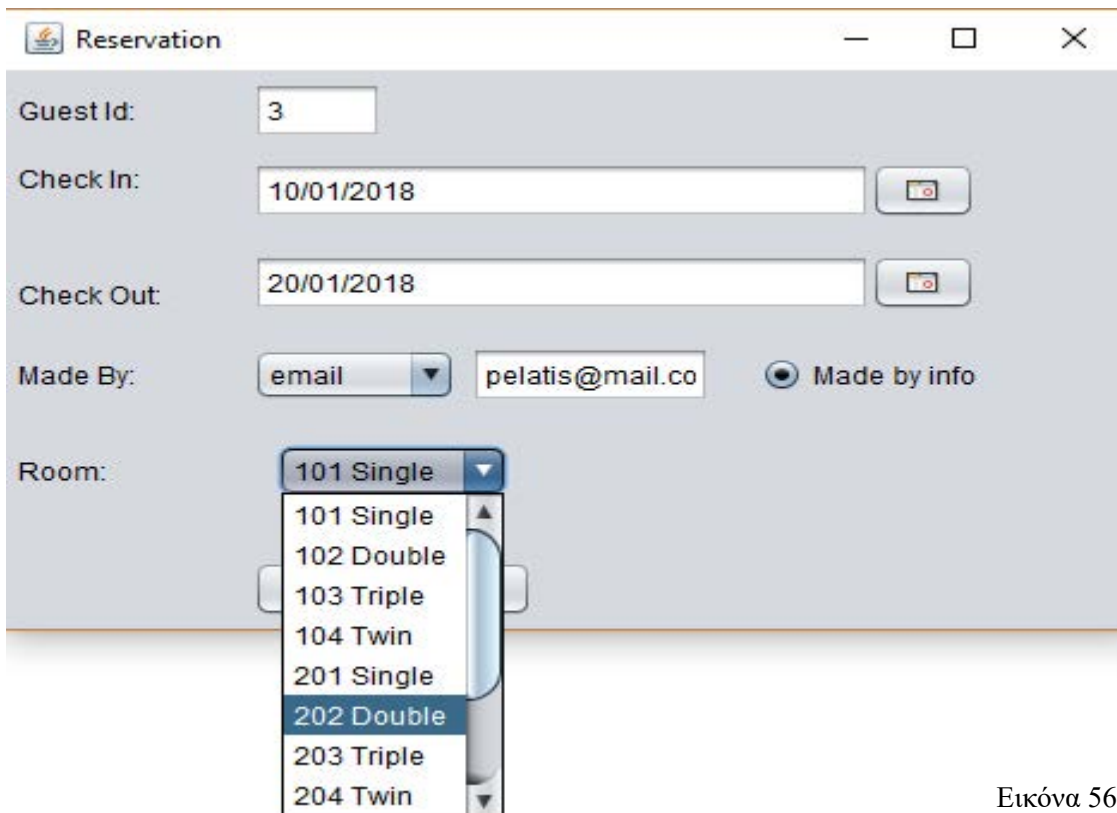 Reservation
Guest Id: 3
Check In: 10/01/2018
Check Out: 20/01/2018
Made By: email pelatis@mail.co Made by info
Room: 101 Single
101 Single
102 Double
103 Triple
104 Twin
201 Single
202 Double
203 Triple
204 Twin
Εικόνα 56